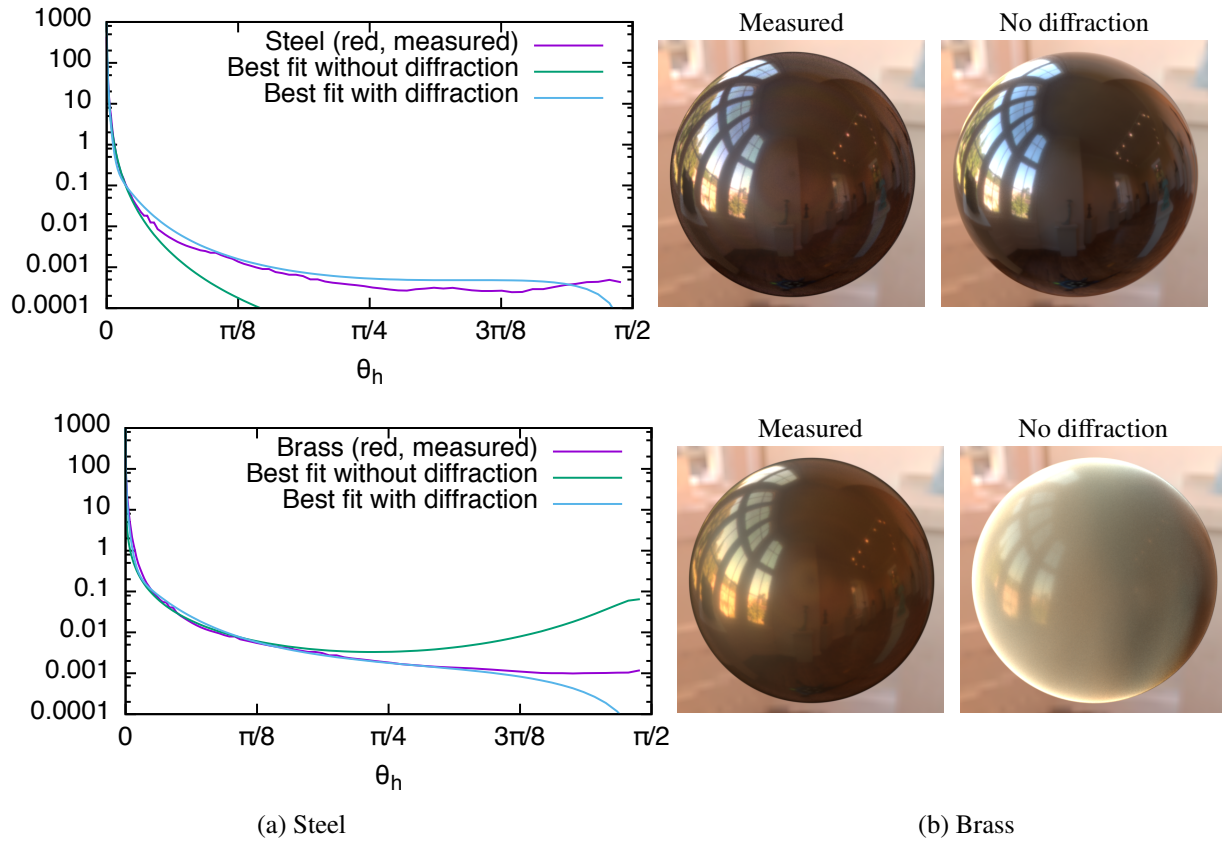 1000
100
10
1
0.1
0.01
0.001
0.0001
0
π/8
π/4
3π/8
π/2
θh
Steel (red, measured)
Best fit without diffraction
Best fit with diffraction
Measured
No diffraction
1000
100
10
1
0.1
0.01
0.001
0.0001
0
π/8
π/4
3π/8
π/2
θh
Brass (red, measured)
Best fit without diffraction
Best fit with diffraction
Measured
No diffraction
(a) Steel
(b) Brass